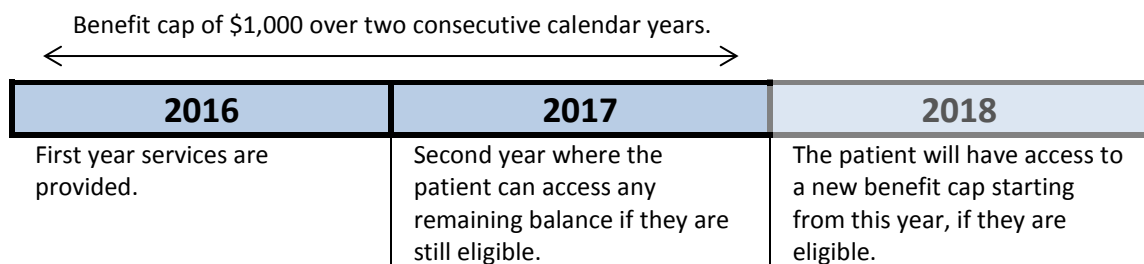 Benefit cap of $1,000 over two consecutive calendar years.
2016
2017
2018
First year services are
provided.
Second year where the
patient can access any
remaining balance if they are
still eligible.
The patient will have access to
a new benefit cap starting
from this year, if they are
eligible.